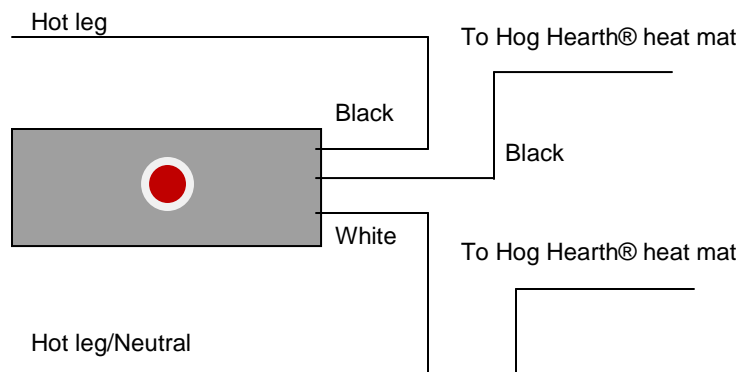 Hot leg
To Hog Hearth® heat mat
Black
Black
White
To Hog Hearth® heat mat
Hot leg/Neutral